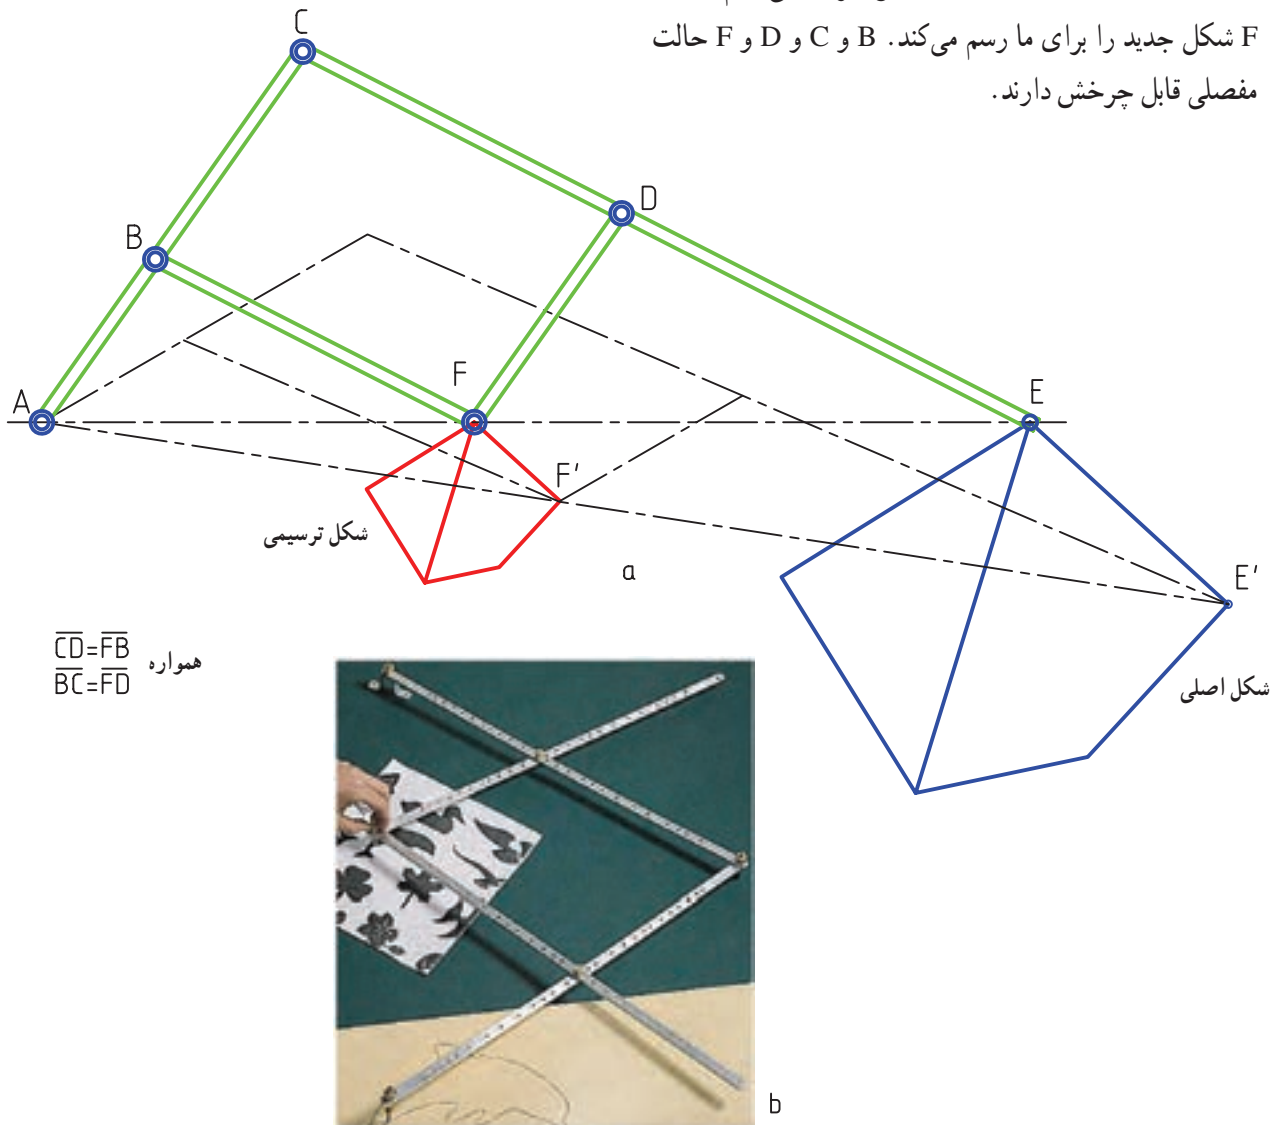 F شکل جدید را برای ما رسم می‌کند. B و C و D و F حالت
مفصلی قابل چرخش دارند.
C
D
B
F
A
E
F'
شکل ترسیمی
a
E'
همواره
CD=FB
BC=FD
شکل اصلی
b